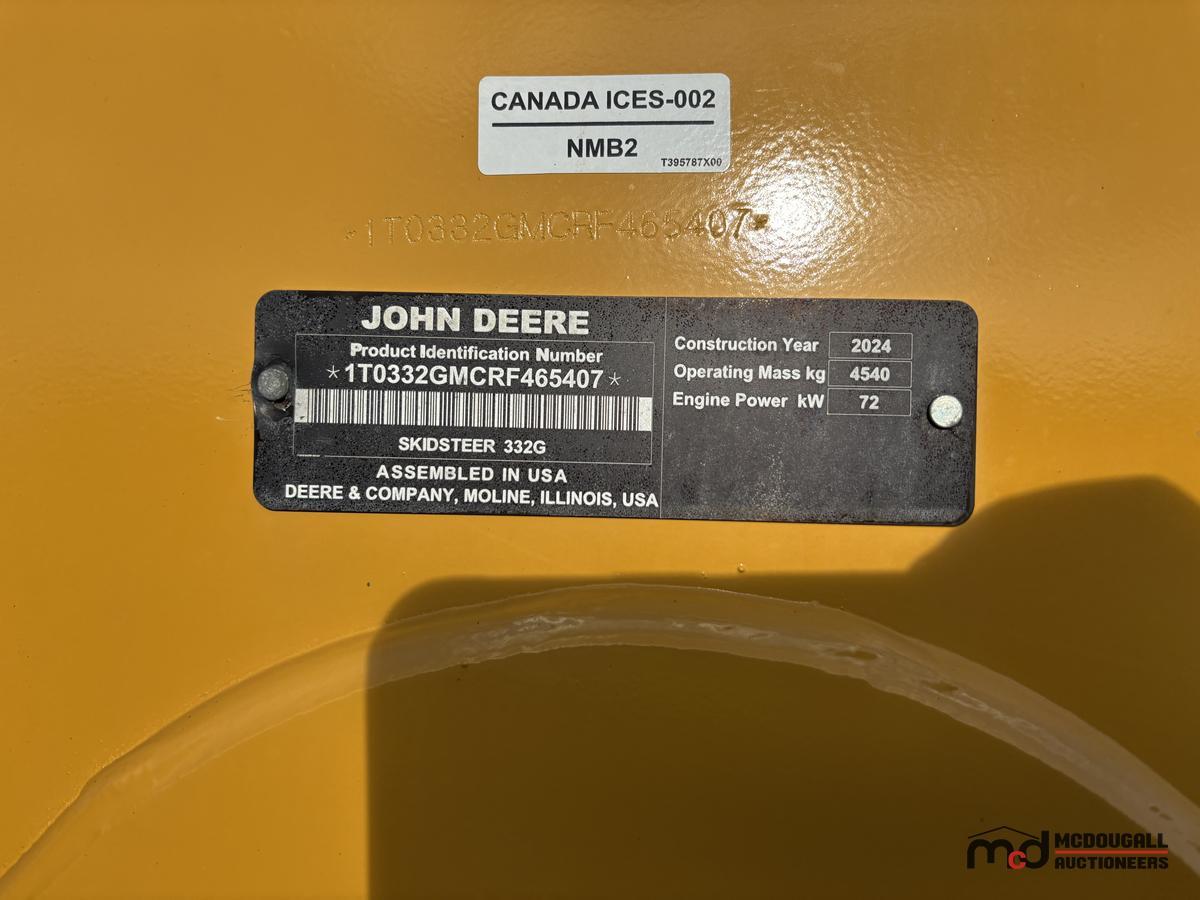 CANADA ICES-002
NMB2
T395787X00
*1T0332GMCRF465407*
JOHN DEERE
Product Identification Number
*1T0332GMCRF465407*
SKIDSTEER 332G
ASSEMBLED IN USA
DEERE & COMPANY, MOLINE, ILLINOIS, USA
Construction Year 2024
Operating Mass kg 4540
Engine Power kW 72
mcd MCDOUGALL
AUCTIONEERS